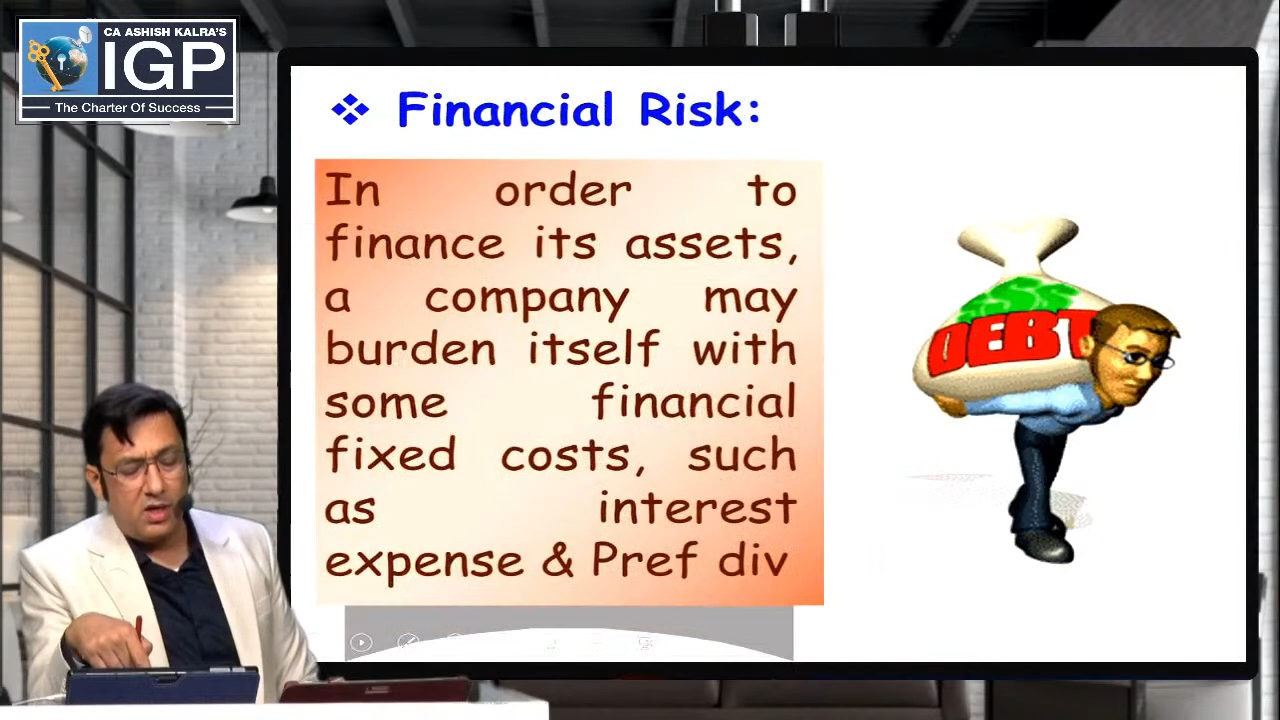 CA ASHISH KALRA'S
IGP
The Charter Of Success
❖ Financial Risk:
In order to
finance its assets,
a company may
burden itself with
some financial
fixed costs, such
as interest
expense & Pref div
DEBT